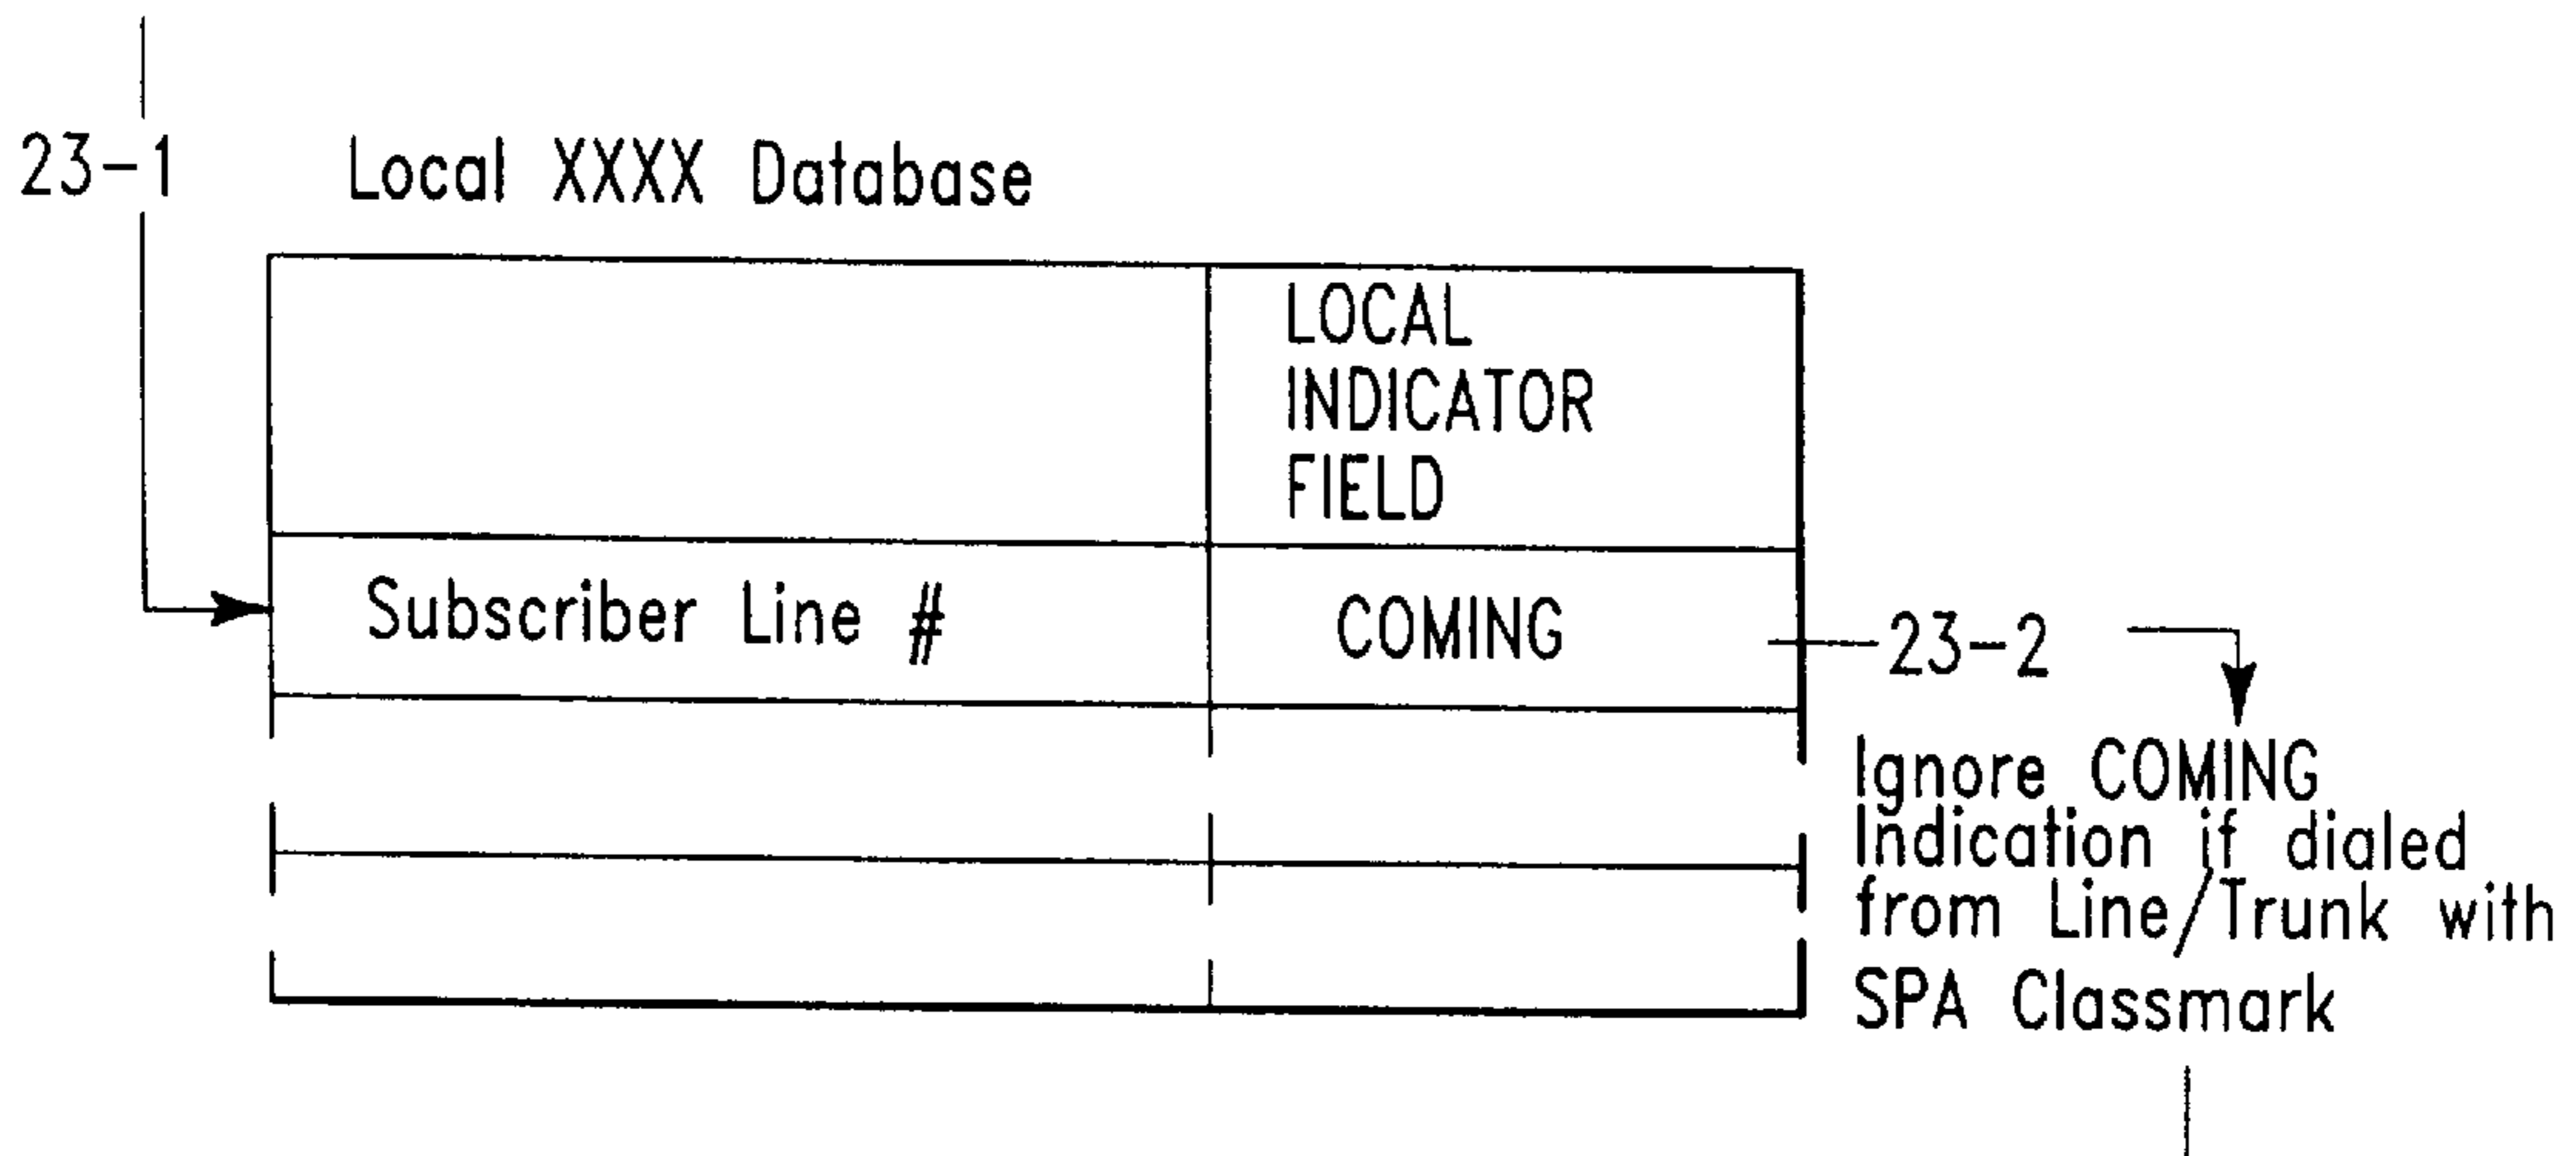 23-1
Local XXXX Database
LOCAL
INDICATOR
FIELD
Subscriber Line #
COMING
23-2
Ignore COMING
Indication if dialed
from Line/Trunk with
SPA Classmark